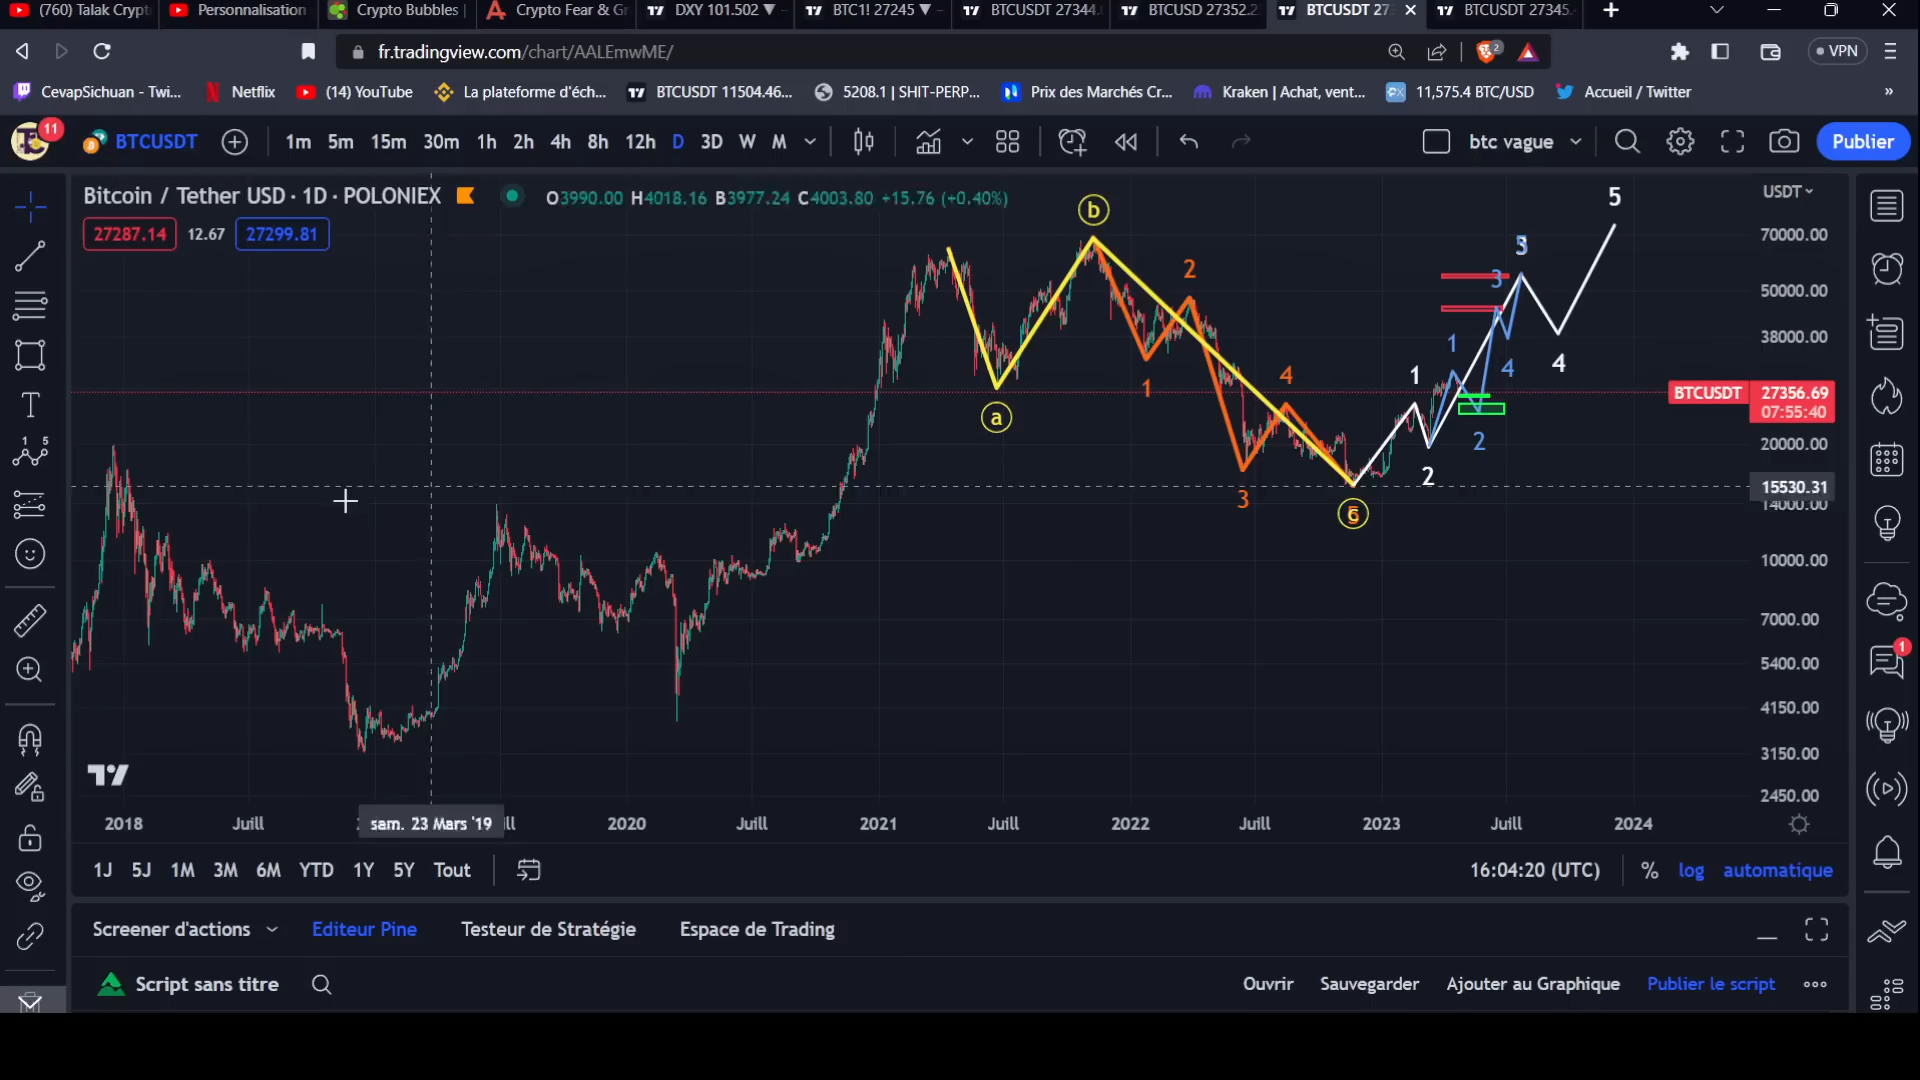 (760) Talak Crypt
Personnalisation
Crypto Bubbles
Crypto Fear & Gr
DXY 101.502 ▼
BTC1! 27245 ▼
BTCUSDT 27344.
BTCUSD 27352.2
BTCUSDT 273
BTCUSDT 27345.
fr.tradingview.com/chart/AALEmwME/
2
VPN
CevapSichuan - Twi...
Netflix
(14) YouTube
La plateforme d'éch...
BTCUSDT 11504.46...
5208.1 | SHIT-PERP...
Prix des Marchés Cr...
Kraken | Achat, vent...
11,575.4 BTC/USD
Accueil / Twitter
»
11
BTCUSDT
1m 5m 15m 30m 1h 2h 4h 8h 12h D 3D W M
btc vague
Publier
Bitcoin / Tether USD · 1D · POLONIEX
O3990.00 H4018.16 B3977.24 C4003.80 +15.76 (+0.40%)
USDT
27287.14
12.67
27299.81
b
5
70000.00
2
3
3
50000.00
1
4
4
38000.00
1
4
1
BTCUSDT
27356.69
07:55:40
a
2
20000.00
3
2
15530.31
14000.00
10000.00
7000.00
5400.00
4150.00
3150.00
2450.00
2018
Juill
sam. 23 Mars '19
2020
Juill
2021
Juill
2022
Juill
2023
Juill
2024
1J 5J 1M 3M 6M YTD 1Y 5Y Tout
16:04:20 (UTC)
%
log
automatique
1
Screener d'actions
Editeur Pine
Testeur de Stratégie
Espace de Trading
Script sans titre
Ouvrir
Sauvegarder
Ajouter au Graphique
Publier le script